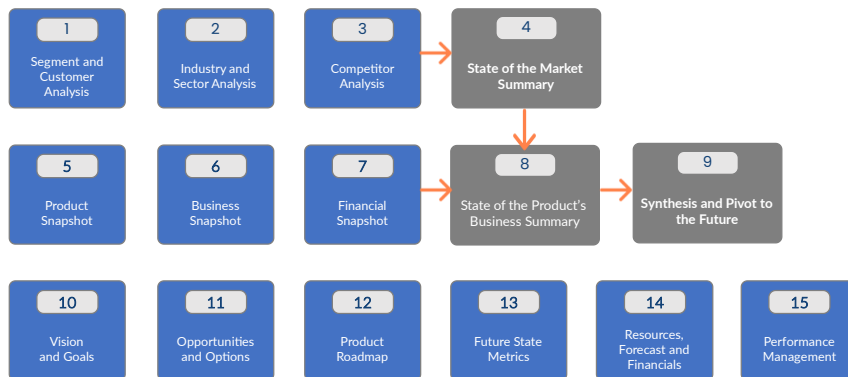 1
Segment and
Customer
Analysis
2
Industry and
Sector Analysis
3
Competitor
Analysis
4
State of the Market
Summary
5
Product
Snapshot
6
Business
Snapshot
7
Financial
Snapshot
8
State of the Product's
Business Summary
9
Synthesis and Pivot to
the Future
10
Vision
and Goals
11
Opportunities
and Options
12
Product
Roadmap
13
Future State
Metrics
14
Resources,
Forecast and
Financials
15
Performance
Management